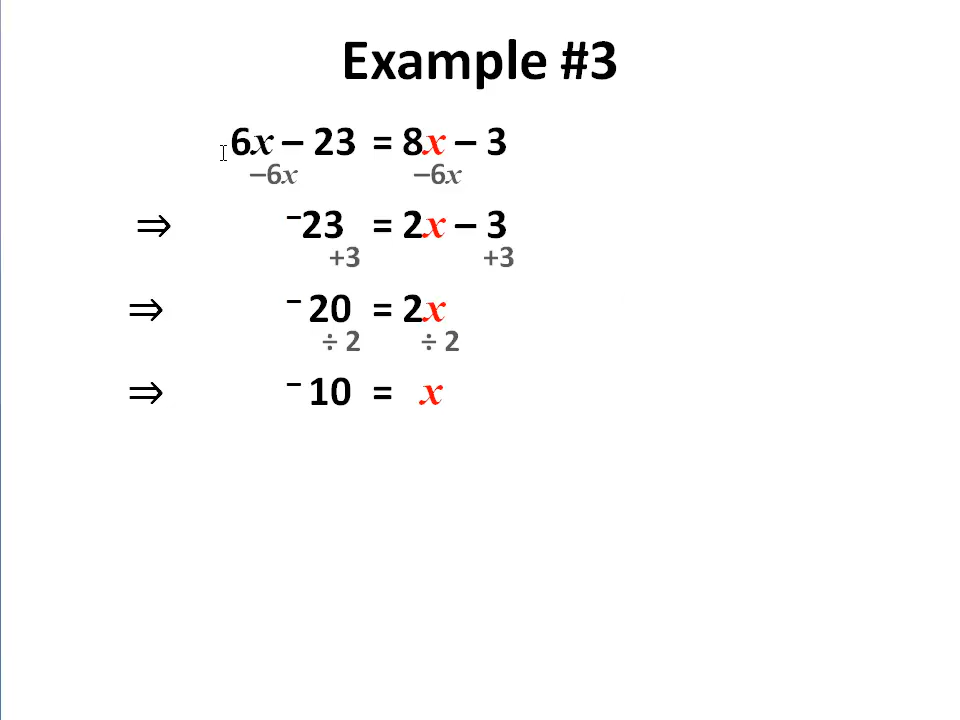 Example #3
6x – 23 = 8x – 3
–6x –6x
⇒ ⁻23 = 2x – 3
+3 +3
⇒ ⁻ 20 = 2x
÷ 2 ÷ 2
⇒ ⁻ 10 = x